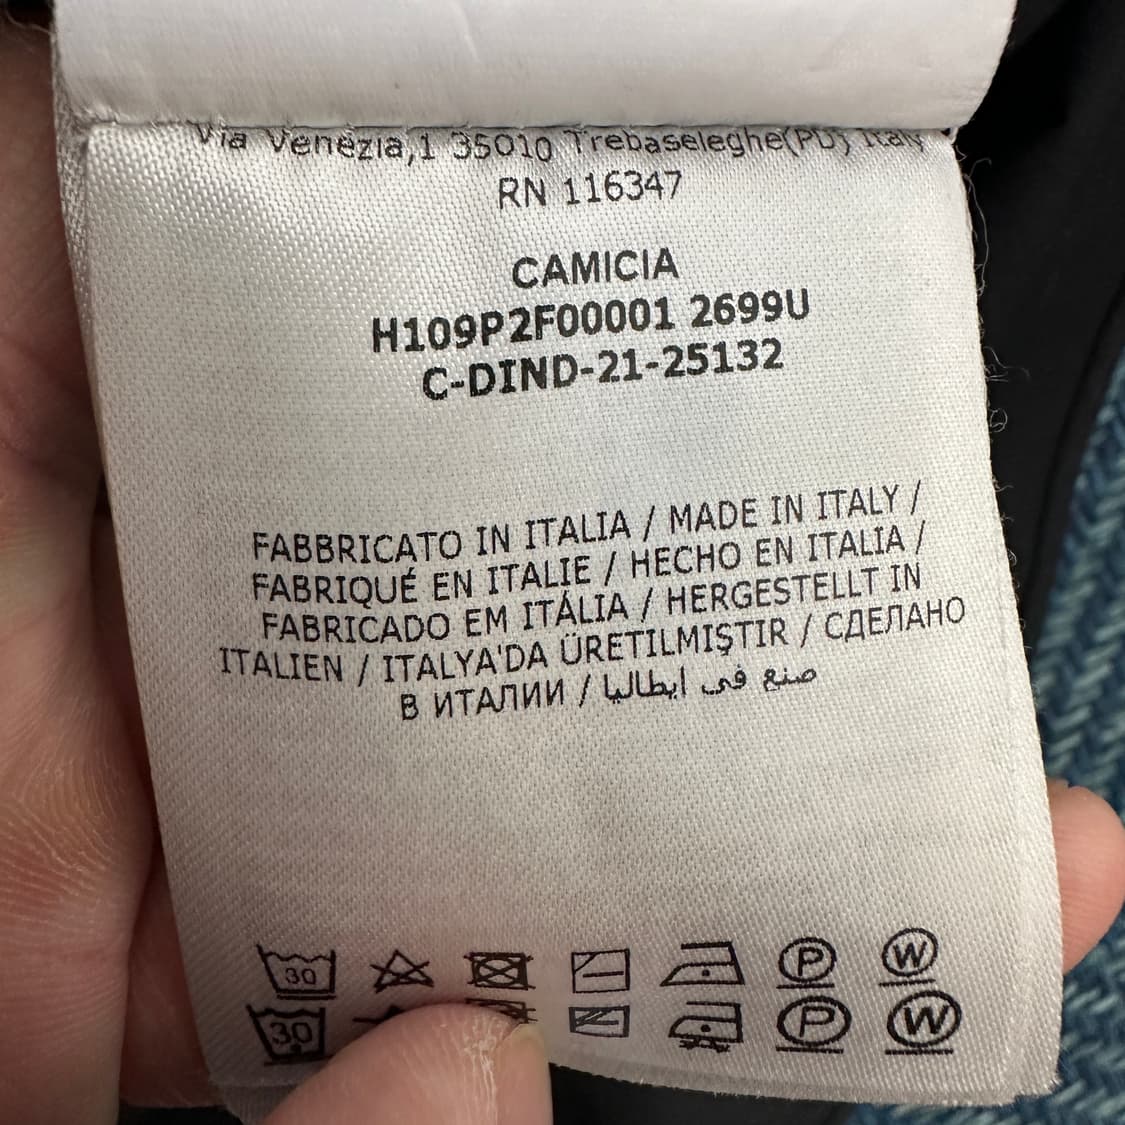 Via Venezia,1 35010 Trebaseleghe(PD) Italy
RN 116347
CAMICIA
H109P2F00001 2699U
C-DIND-21-25132
FABBRICATO IN ITALIA / MADE IN ITALY /
FABRIQUÉ EN ITALIE / HECHO EN ITALIA /
FABRICADO EM ITÁLIA / HERGESTELLT IN
ITALIEN / ITALYA'DA ÜRETILMIŞTIR / СДЕЛАНО
В ИТАЛИИ / صنع في ايطاليا
30 P W
30 P W